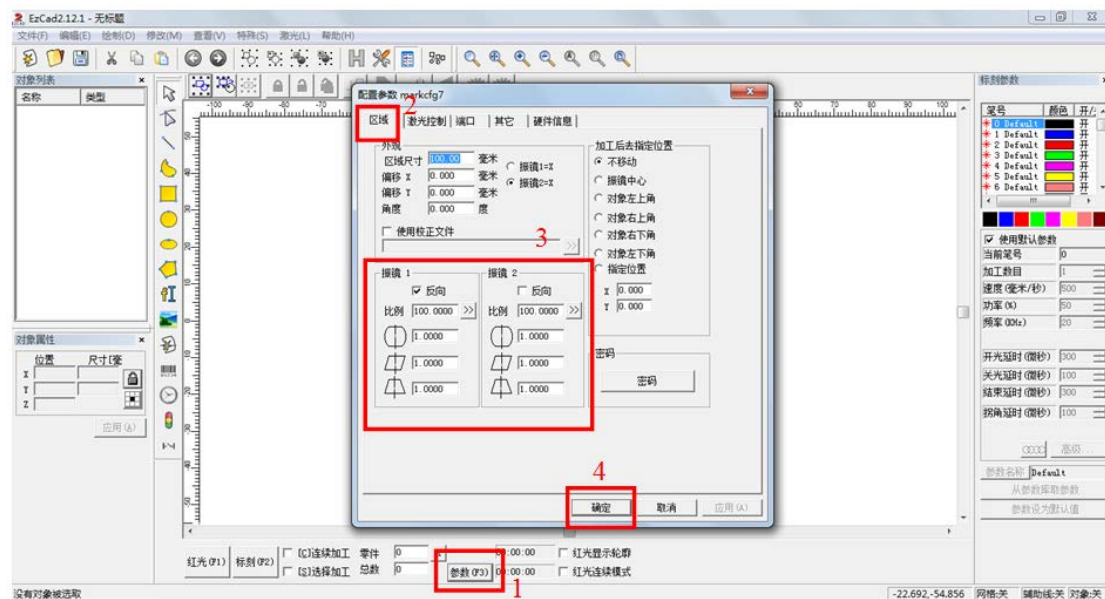 EzCad2.12.1 - 无标题
文件(F) 编辑(E) 绘制(D) 修改(M) 查看(V) 特殊(S) 激光(L) 帮助(H)
对象列表
名称 类型
-100 -90 -80 -70 70 80 90 100
配置参数 markcfg7
2
区域 激光控制 端口 其它 硬件信息
外观
区域尺寸 100.00 毫米
偏移 X 0.000 毫米
偏移 Y 0.000 毫米
角度 0.000 度
振镜1=X
振镜2=X
使用校正文件
3
>>
振镜 1
反向
比例 100.0000 >>
1.0000
1.0000
1.0000
振镜 2
反向
比例 100.0000 >>
1.0000
1.0000
1.0000
加工后去指定位置
不移动
振镜中心
对象左上角
对象右上角
对象右下角
对象左下角
指定位置
X 0.000
Y 0.000
密码
密码
4
确定 取消 应用(A)
标刻参数
笔号 颜色 开/
0 Default 开
1 Default 开
2 Default 开
3 Default 开
4 Default 开
5 Default 开
6 Default 开
使用默认参数
当前笔号 0
加工数目 1
速度(毫米/秒) 500
功率(%) 50
频率(KHz) 20
开光延时(微秒) 300
关光延时(微秒) 100
结束延时(微秒) 300
拐角延时(微秒) 100
高级...
参数名称 Default
从参数库取参数
参数设为默认值
对象属性
位置 尺寸[毫
X
Y
Z
应用(A)
红光(F1) 标刻(F2)
[C]连续加工 零件 0 R 00:00:00 红光显示轮廓
[S]选择加工 总数 0 参数(F3) 00:00:00 红光连续模式
1
没有对象被选取 -22.692,-54.856 网格:关 辅助线:关 对象:关